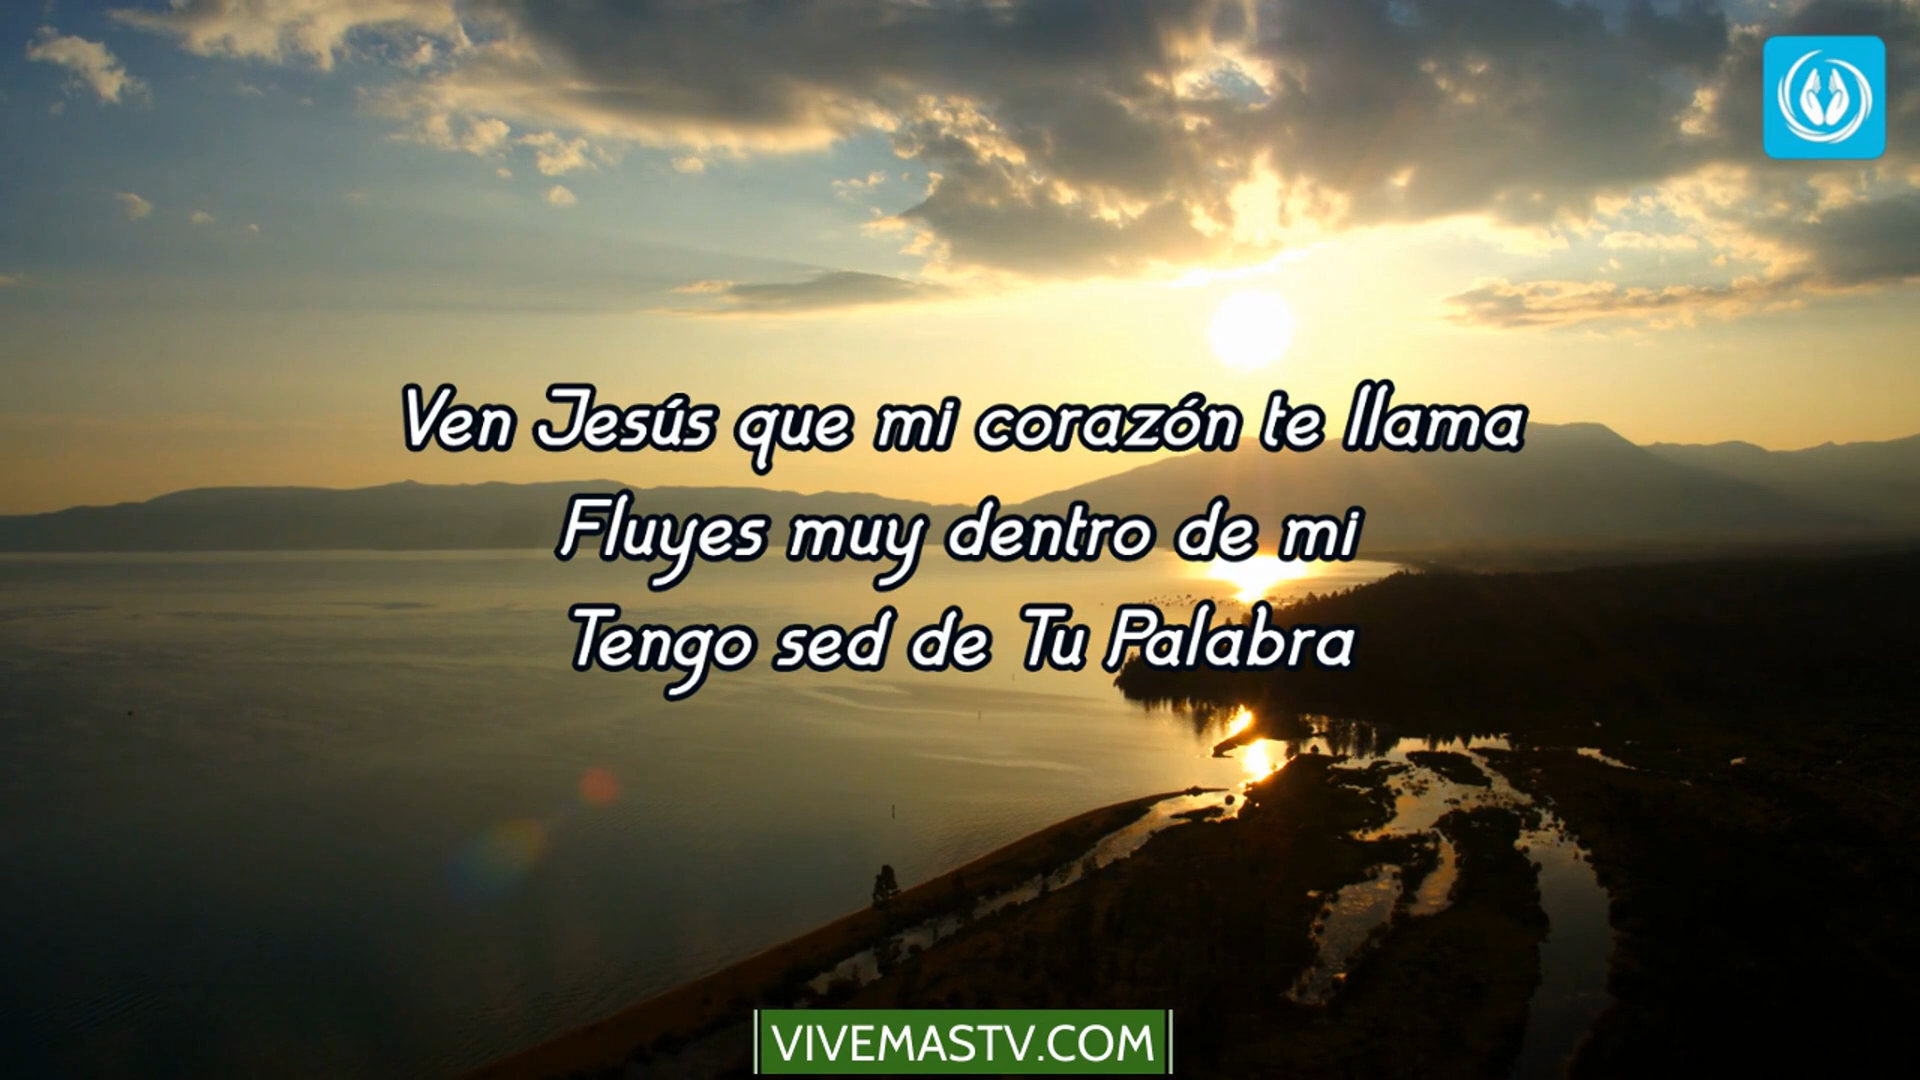 Ven Jesús que mi corazón te llama
Fluyes muy dentro de mi
Tengo sed de Tu Palabra
VIVEMASTV.COM